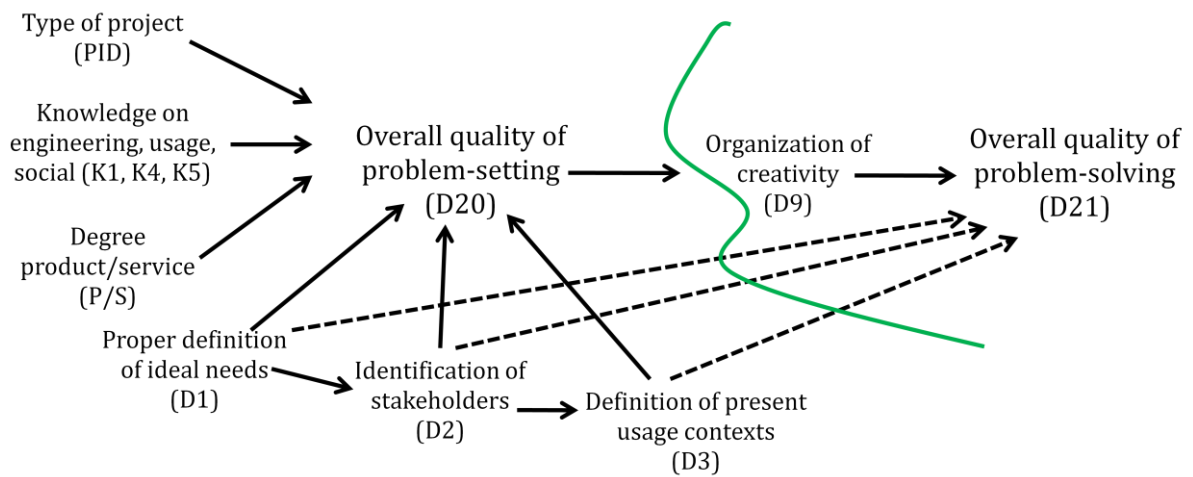 Type of project
(PID)
Knowledge on
engineering, usage,
social (K1, K4, K5)
Degree
product/service
(P/S)
Proper definition
of ideal needs
(D1)
Identification of
stakeholders
(D2)
Definition of present
usage contexts
(D3)
Overall quality of
problem-setting
(D20)
Organization of
creativity
(D9)
Overall quality of
problem-solving
(D21)